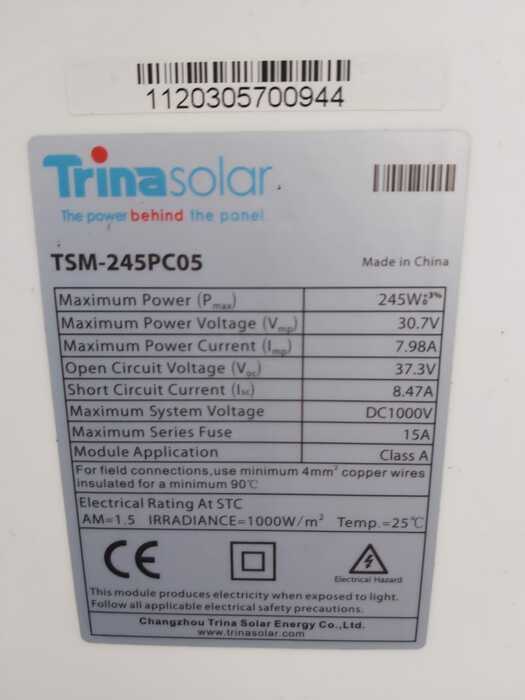 1120305700944
Trinasolar
The power behind the panel
TSM-245PC05
Made in China
Maximum Power (Pmax) 245W 0/+3%
Maximum Power Voltage (Vmp) 30.7V
Maximum Power Current (Imp) 7.98A
Open Circuit Voltage (Voc) 37.3V
Short Circuit Current (Isc) 8.47A
Maximum System Voltage DC1000V
Maximum Series Fuse 15A
Module Application Class A
For field connections,use minimum 4mm² copper wires
insulated for a minimum 90℃
Electrical Rating At STC
AM=1.5 IRRADIANCE=1000W/m² Temp.=25℃
CE
Electrical Hazard
This module produces electricity when exposed to light.
Follow all applicable electrical safety precautions.
Changzhou Trina Solar Energy Co.,Ltd.
www.trinasolar.com